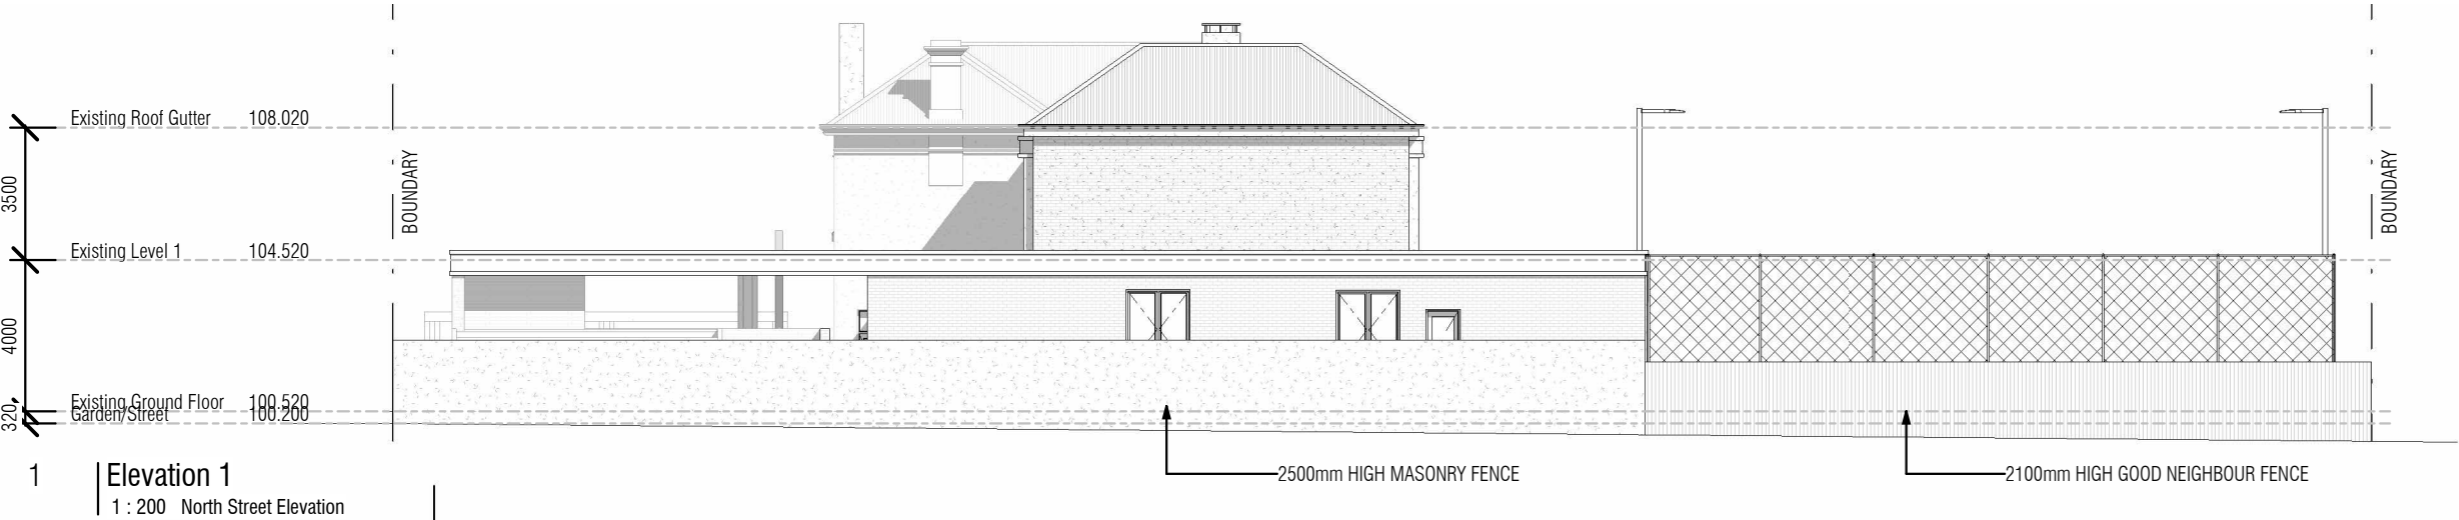 Existing Roof Gutter 108.020
3500
BOUNDARY
BOUNDARY
Existing Level 1 104.520
4000
Existing Ground Floor 100.520
Garden/Street 100.200
320
1 Elevation 1
1 : 200 North Street Elevation
2500mm HIGH MASONRY FENCE
2100mm HIGH GOOD NEIGHBOUR FENCE